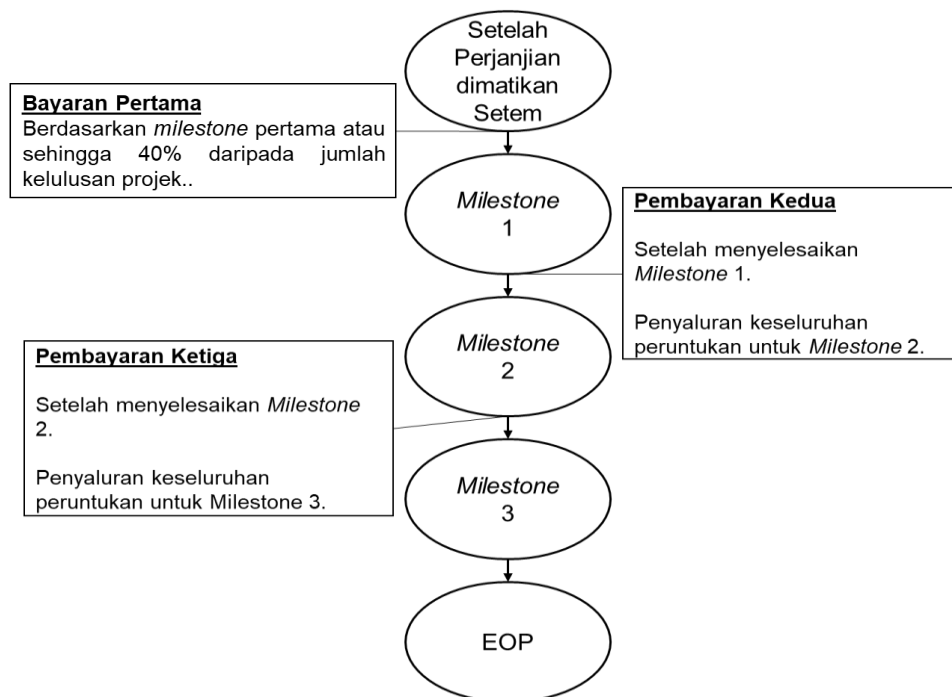 Setelah
Perjanjian
dimatikan
Setem
Bayaran Pertama
Berdasarkan milestone pertama atau
sehingga 40% daripada jumlah
kelulusan projek..
Milestone
1
Pembayaran Kedua
Setelah menyelesaikan
Milestone 1.
Penyaluran keseluruhan
peruntukan untuk Milestone 2.
Milestone
2
Pembayaran Ketiga
Setelah menyelesaikan Milestone
2.
Penyaluran keseluruhan
peruntukan untuk Milestone 3.
Milestone
3
EOP